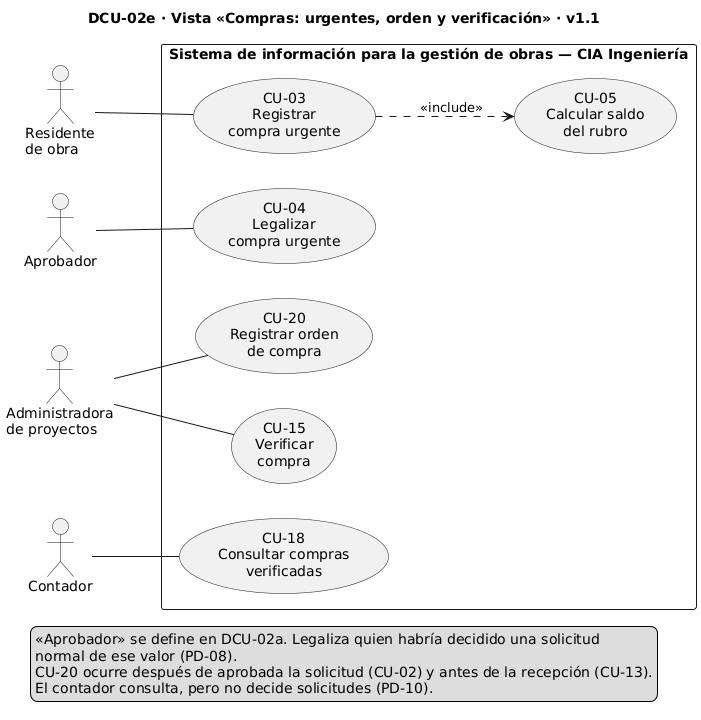 DCU-02e · Vista «Compras: urgentes, orden y verificación» · v1.1
Sistema de información para la gestión de obras — CIA Ingeniería
Residente
de obra
CU-03
Registrar
compra urgente
«include»
CU-05
Calcular saldo
del rubro
Aprobador
CU-04
Legalizar
compra urgente
Administradora
de proyectos
CU-20
Registrar orden
de compra
CU-15
Verificar
compra
Contador
CU-18
Consultar compras
verificadas
«Aprobador» se define en DCU-02a. Legaliza quien habría decidido una solicitud
normal de ese valor (PD-08).
CU-20 ocurre después de aprobada la solicitud (CU-02) y antes de la recepción (CU-13).
El contador consulta, pero no decide solicitudes (PD-10).